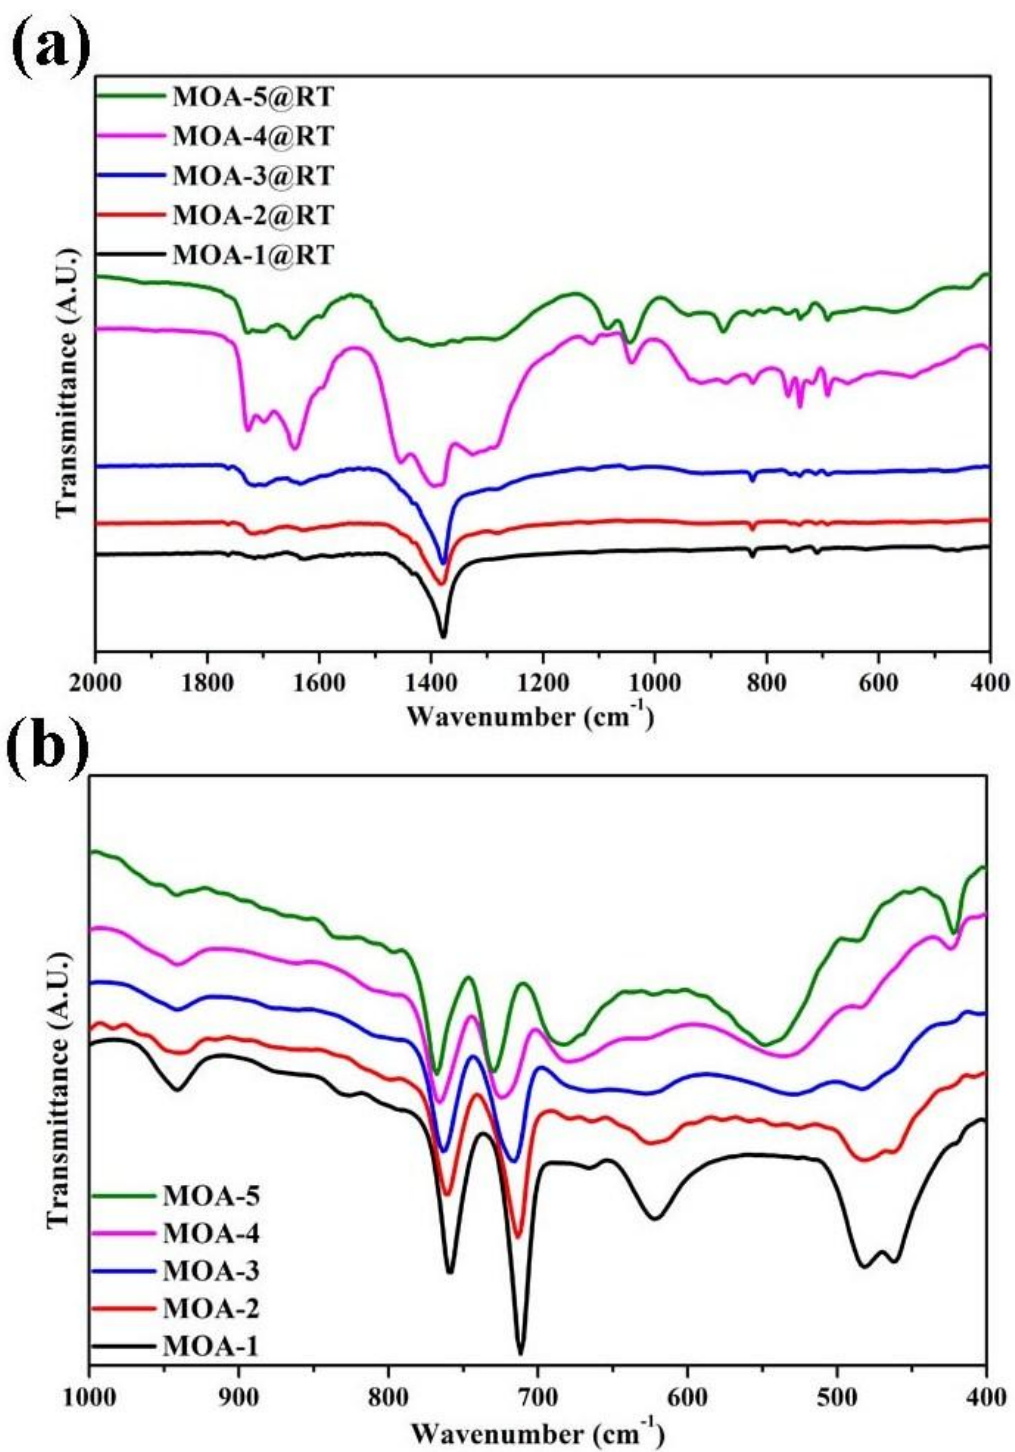 (a)
MOA-5@RT
MOA-4@RT
MOA-3@RT
MOA-2@RT
MOA-1@RT
Transmittance (A.U.)
2000 1800 1600 1400 1200 1000 800 600 400
Wavenumber (cm⁻¹)
(b)
Transmittance (A.U.)
MOA-5
MOA-4
MOA-3
MOA-2
MOA-1
1000 900 800 700 600 500 400
Wavenumber (cm⁻¹)